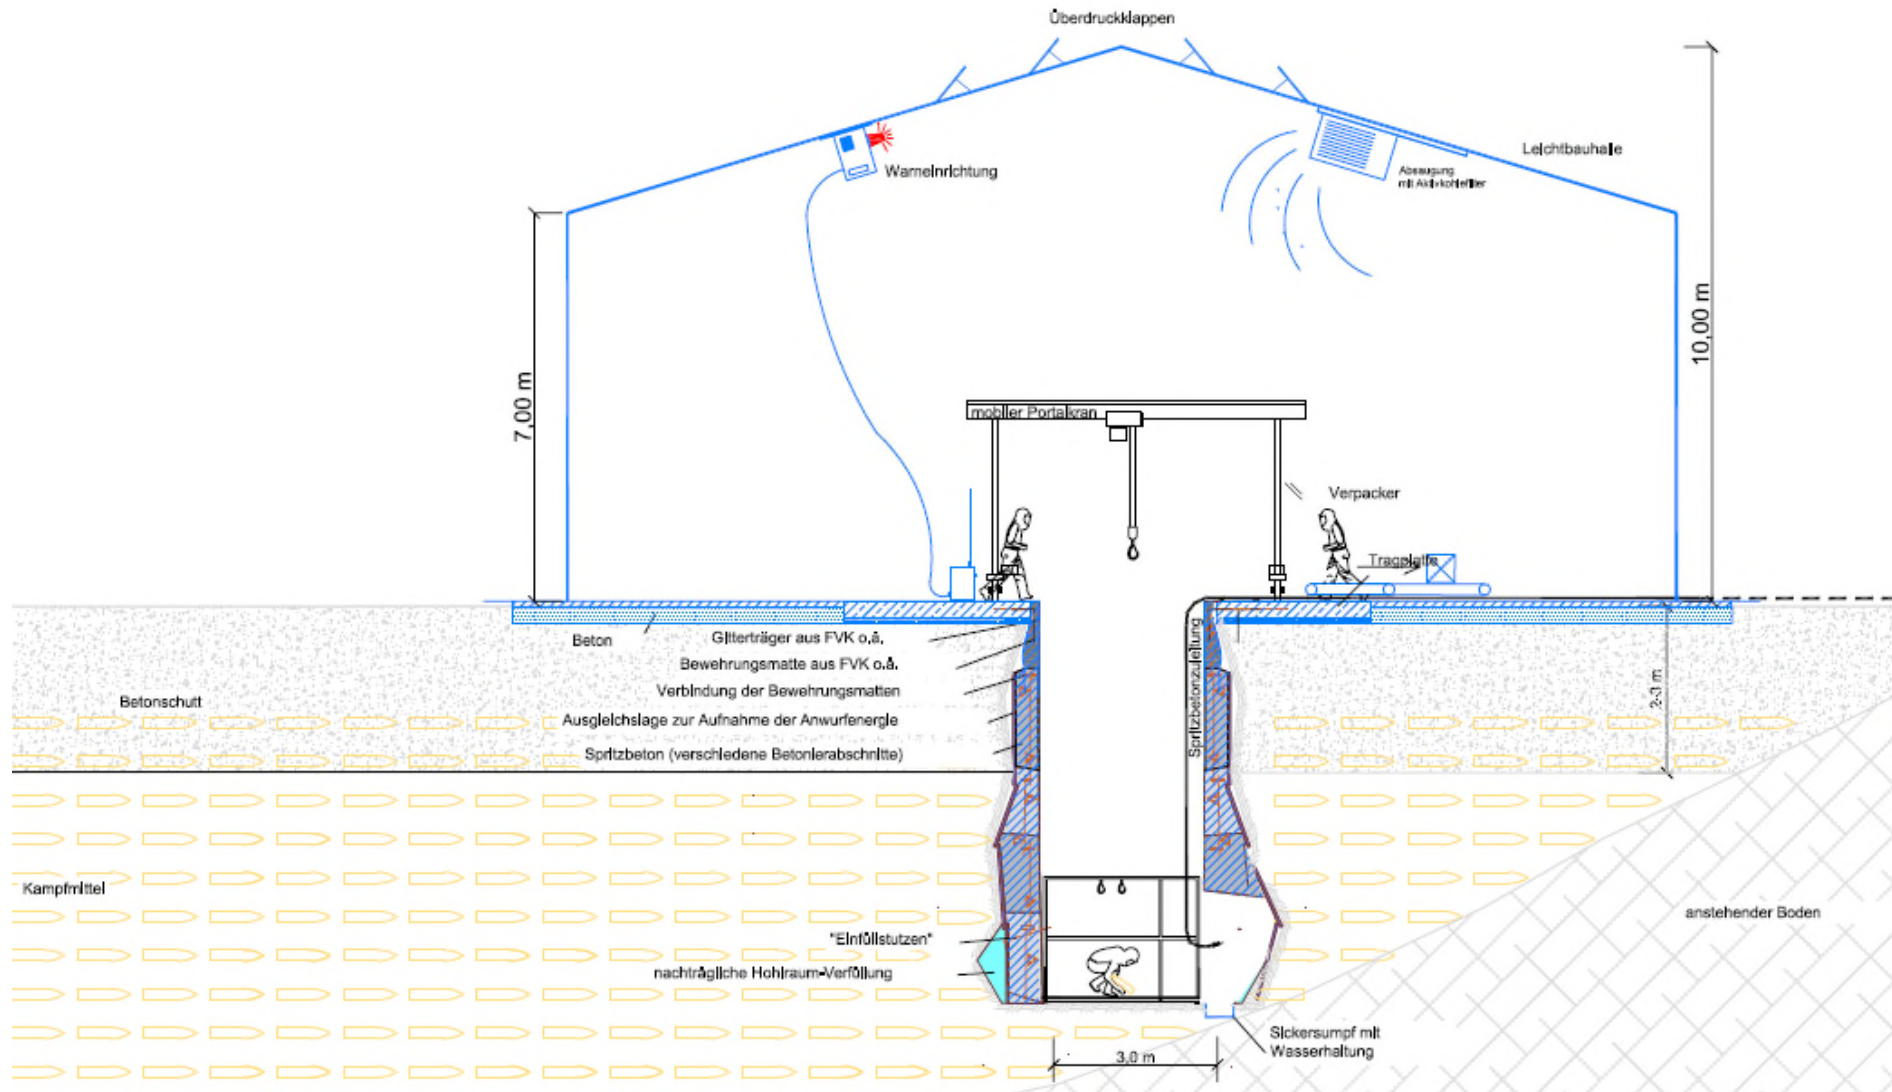 Überdruckklappen
Leichtbauhalle
Warneinrichtung
Absaugung
mit Aktivkohlefilter
10,00 m
7,00 m
mobiler Portalkran
Verpacker
Tragplatte
Beton
Gitterträger aus FVK o.ä.
Bewehrungsmatte aus FVK o.ä.
Verbindung der Bewehrungsmatten
Ausgleichslage zur Aufnahme der Anwurfenergie
Spritzbeton (verschiedene Betonierabschnitte)
Spritzbetonzuleitung
2-3 m
Betonschutt
Kampfmittel
anstehender Boden
"Einfüllstutzen"
nachträgliche Hohlraum-Verfüllung
Sickersumpf mit
Wasserhaltung
3,0 m